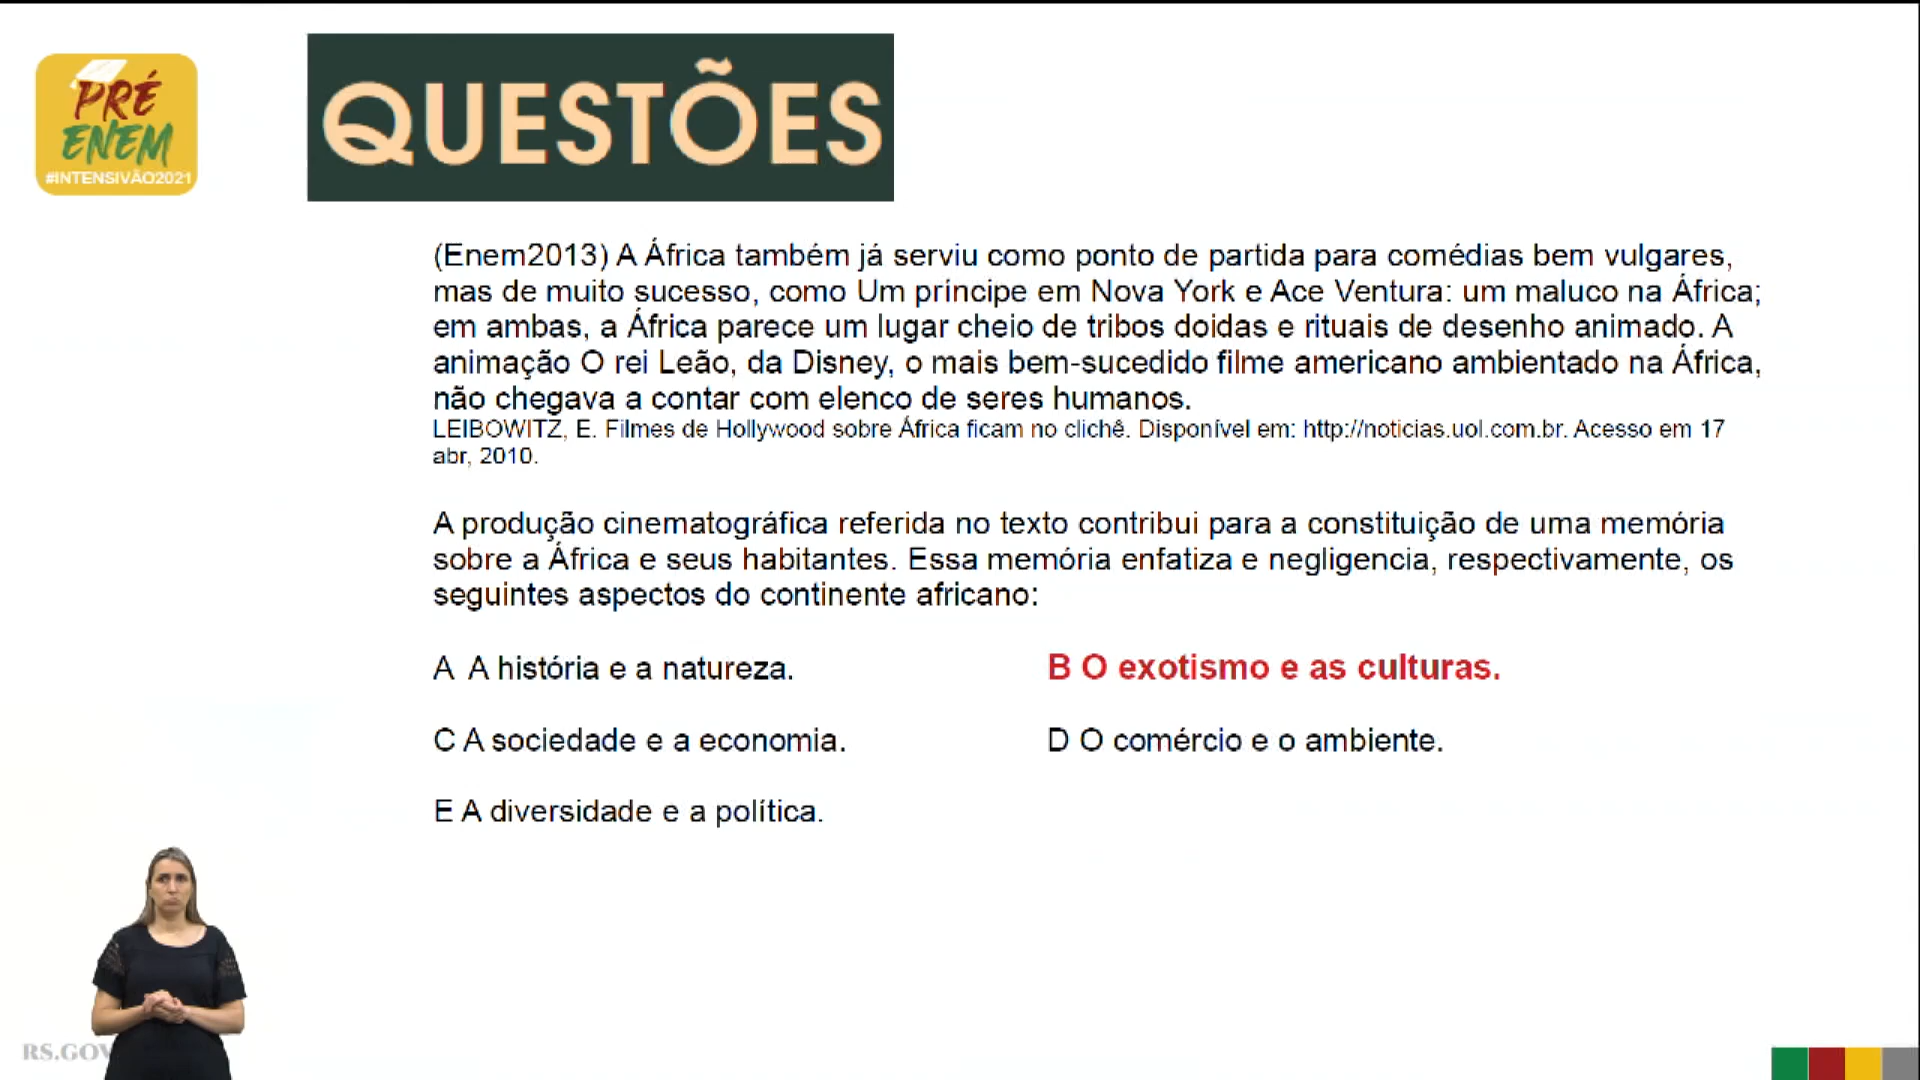 PRÉ
ENEM
#INTENSIVÃO2021
QUESTÕES
(Enem2013) A África também já serviu como ponto de partida para comédias bem vulgares,
mas de muito sucesso, como Um príncipe em Nova York e Ace Ventura: um maluco na África;
em ambas, a África parece um lugar cheio de tribos doidas e rituais de desenho animado. A
animação O rei Leão, da Disney, o mais bem-sucedido filme americano ambientado na África,
não chegava a contar com elenco de seres humanos.
LEIBOWITZ, E. Filmes de Hollywood sobre África ficam no clichê. Disponível em: http://noticias.uol.com.br. Acesso em 17
abr, 2010.
A produção cinematográfica referida no texto contribui para a constituição de uma memória
sobre a África e seus habitantes. Essa memória enfatiza e negligencia, respectivamente, os
seguintes aspectos do continente africano:
A A história e a natureza.
B O exotismo e as culturas.
C A sociedade e a economia.
D O comércio e o ambiente.
E A diversidade e a política.
RS.GOV